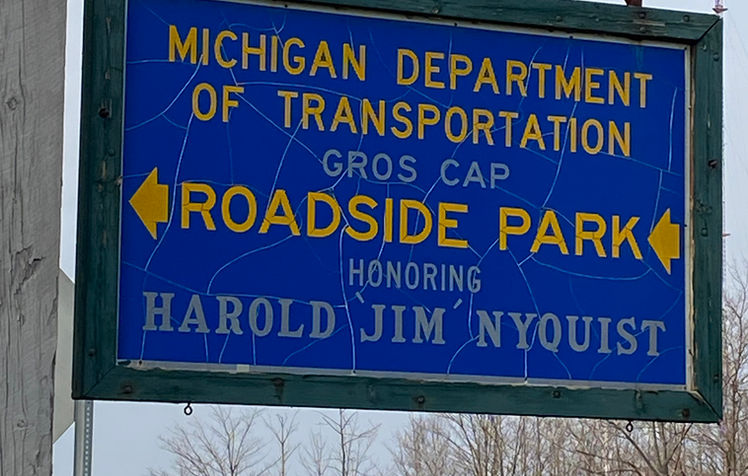 MICHIGAN DEPARTMENT
OF TRANSPORTATION
GROS CAP
ROADSIDE PARK
HONORING
HAROLD 'JIM' NYQUIST